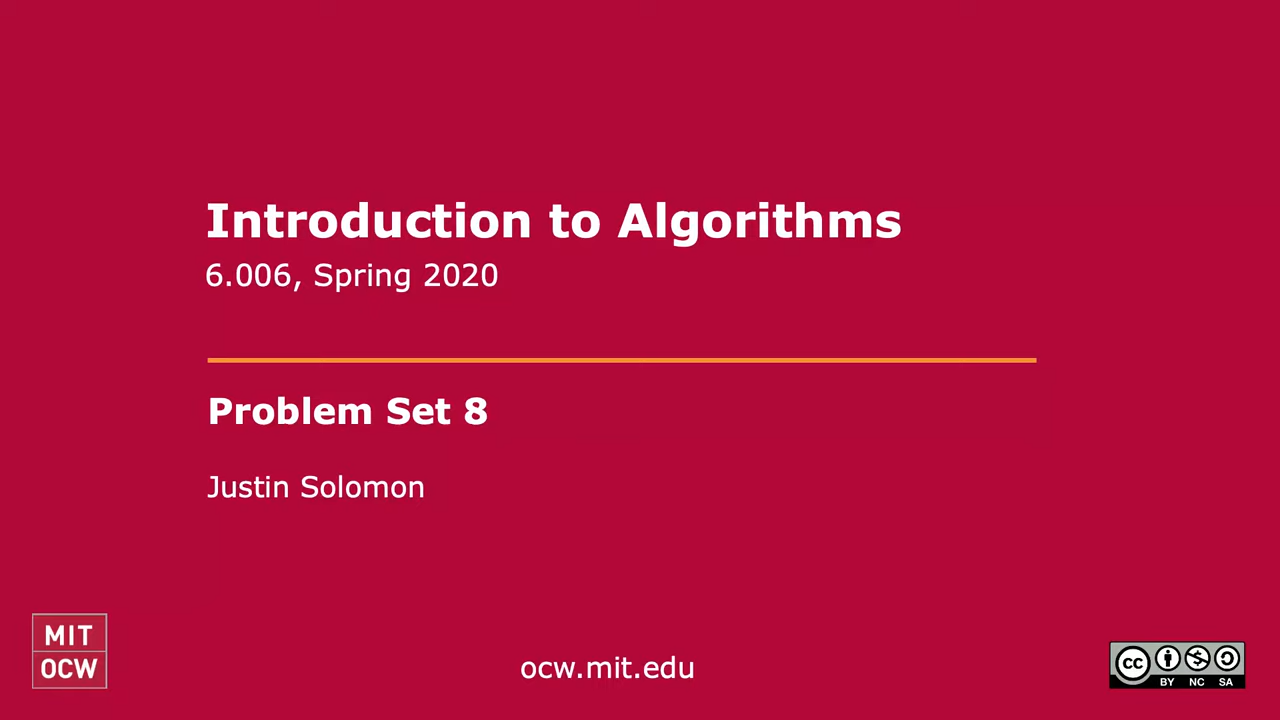 Introduction to Algorithms
6.006, Spring 2020
Problem Set 8
Justin Solomon
MIT
OCW
ocw.mit.edu
cc
BY NC SA